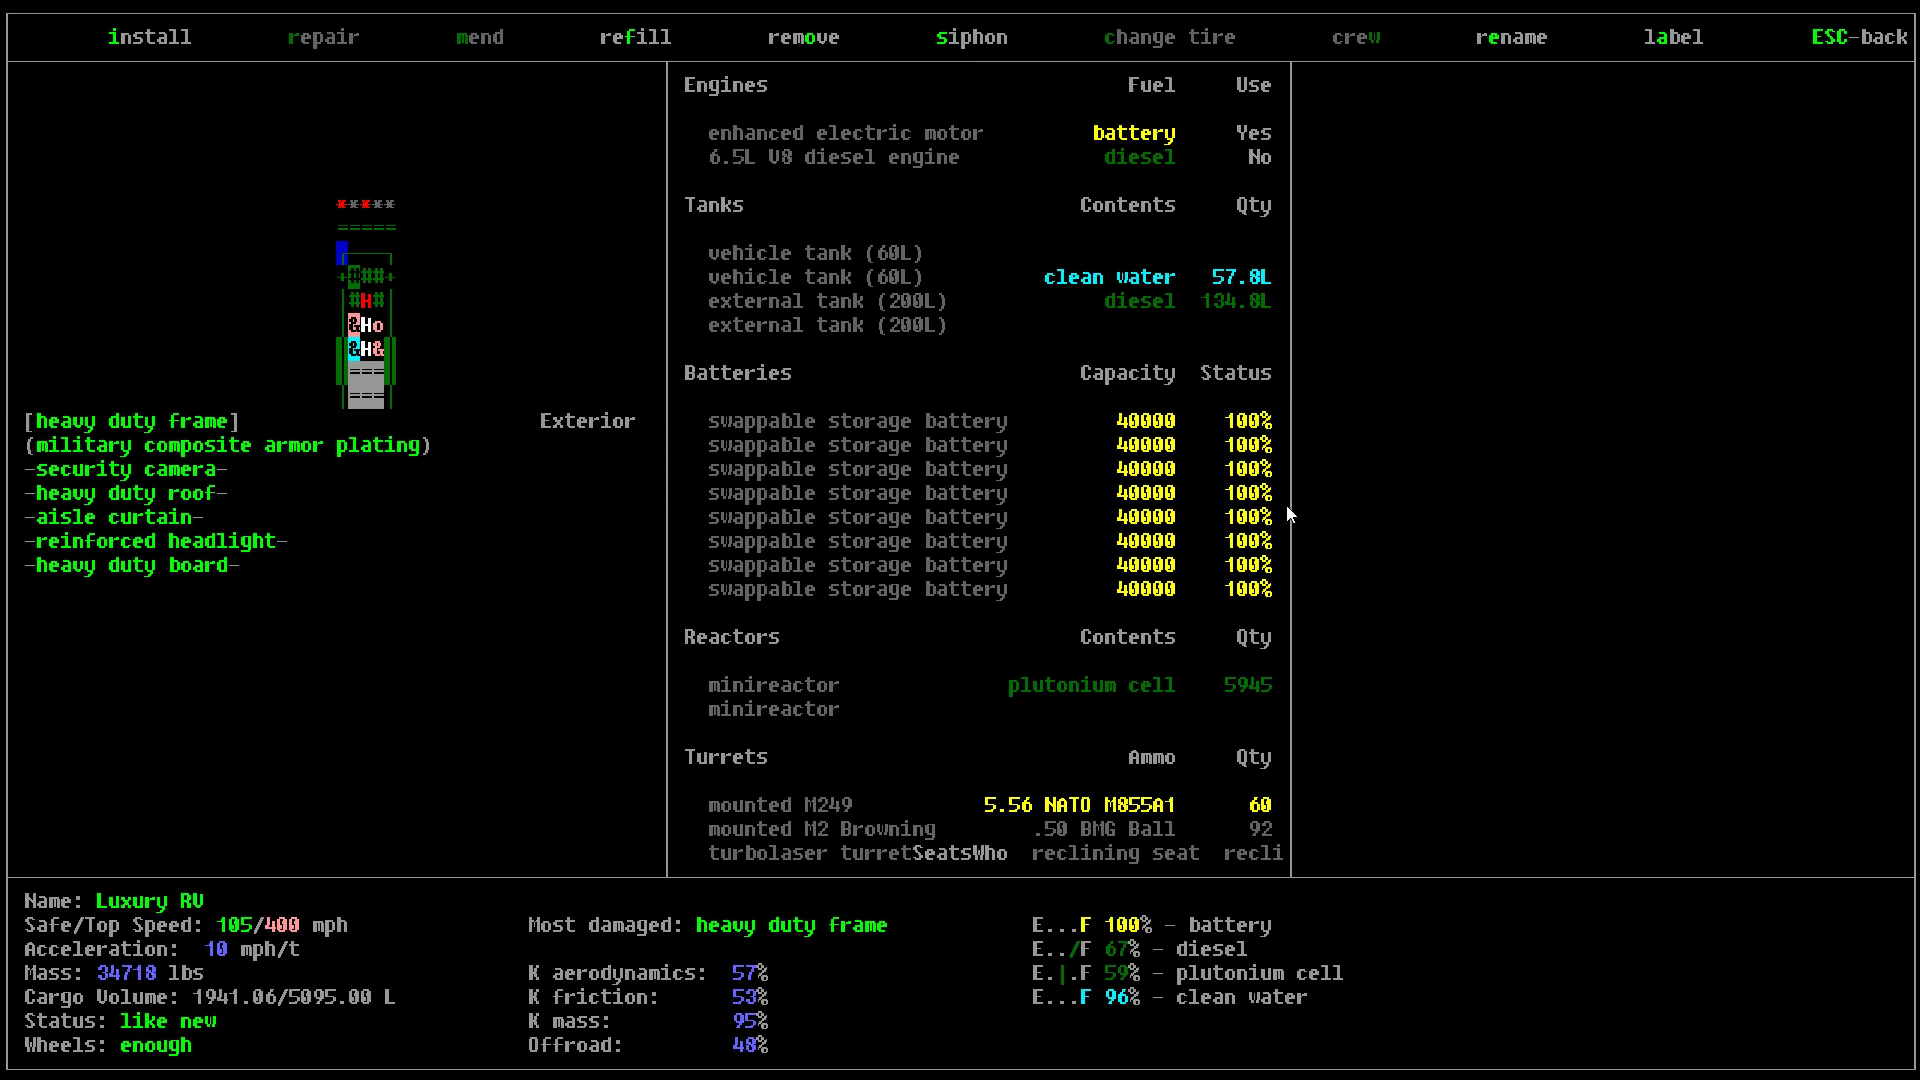 install repair mend refill remove siphon change tire crew rename label ESC-back
Engines Fuel Use
enhanced electric motor battery Yes
6.5L V8 diesel engine diesel No
Tanks Contents Qty
vehicle tank (60L)
vehicle tank (60L) clean water 57.8L
external tank (200L) diesel 134.8L
external tank (200L)
Batteries Capacity Status
swappable storage battery 40000 100%
swappable storage battery 40000 100%
swappable storage battery 40000 100%
swappable storage battery 40000 100%
swappable storage battery 40000 100%
swappable storage battery 40000 100%
swappable storage battery 40000 100%
swappable storage battery 40000 100%
Reactors Contents Qty
minireactor plutonium cell 5945
minireactor
Turrets Ammo Qty
mounted M249 5.56 NATO M855A1 60
mounted M2 Browning .50 BMG Ball 92
turbolaser turretSeatsWho reclining seat recli
*****
=====
+####+
#H#
&Ho
&H&
===
===
[heavy duty frame] Exterior
(military composite armor plating)
-security camera-
-heavy duty roof-
-aisle curtain-
-reinforced headlight-
-heavy duty board-
Name: Luxury RV
Safe/Top Speed: 105/400 mph
Acceleration: 10 mph/t
Mass: 34718 lbs
Cargo Volume: 1941.06/5095.00 L
Status: like new
Wheels: enough
Most damaged: heavy duty frame
K aerodynamics: 57%
K friction: 53%
K mass: 95%
Offroad: 48%
E...F 100% - battery
E../F 67% - diesel
E.|.F 59% - plutonium cell
E...F 96% - clean water